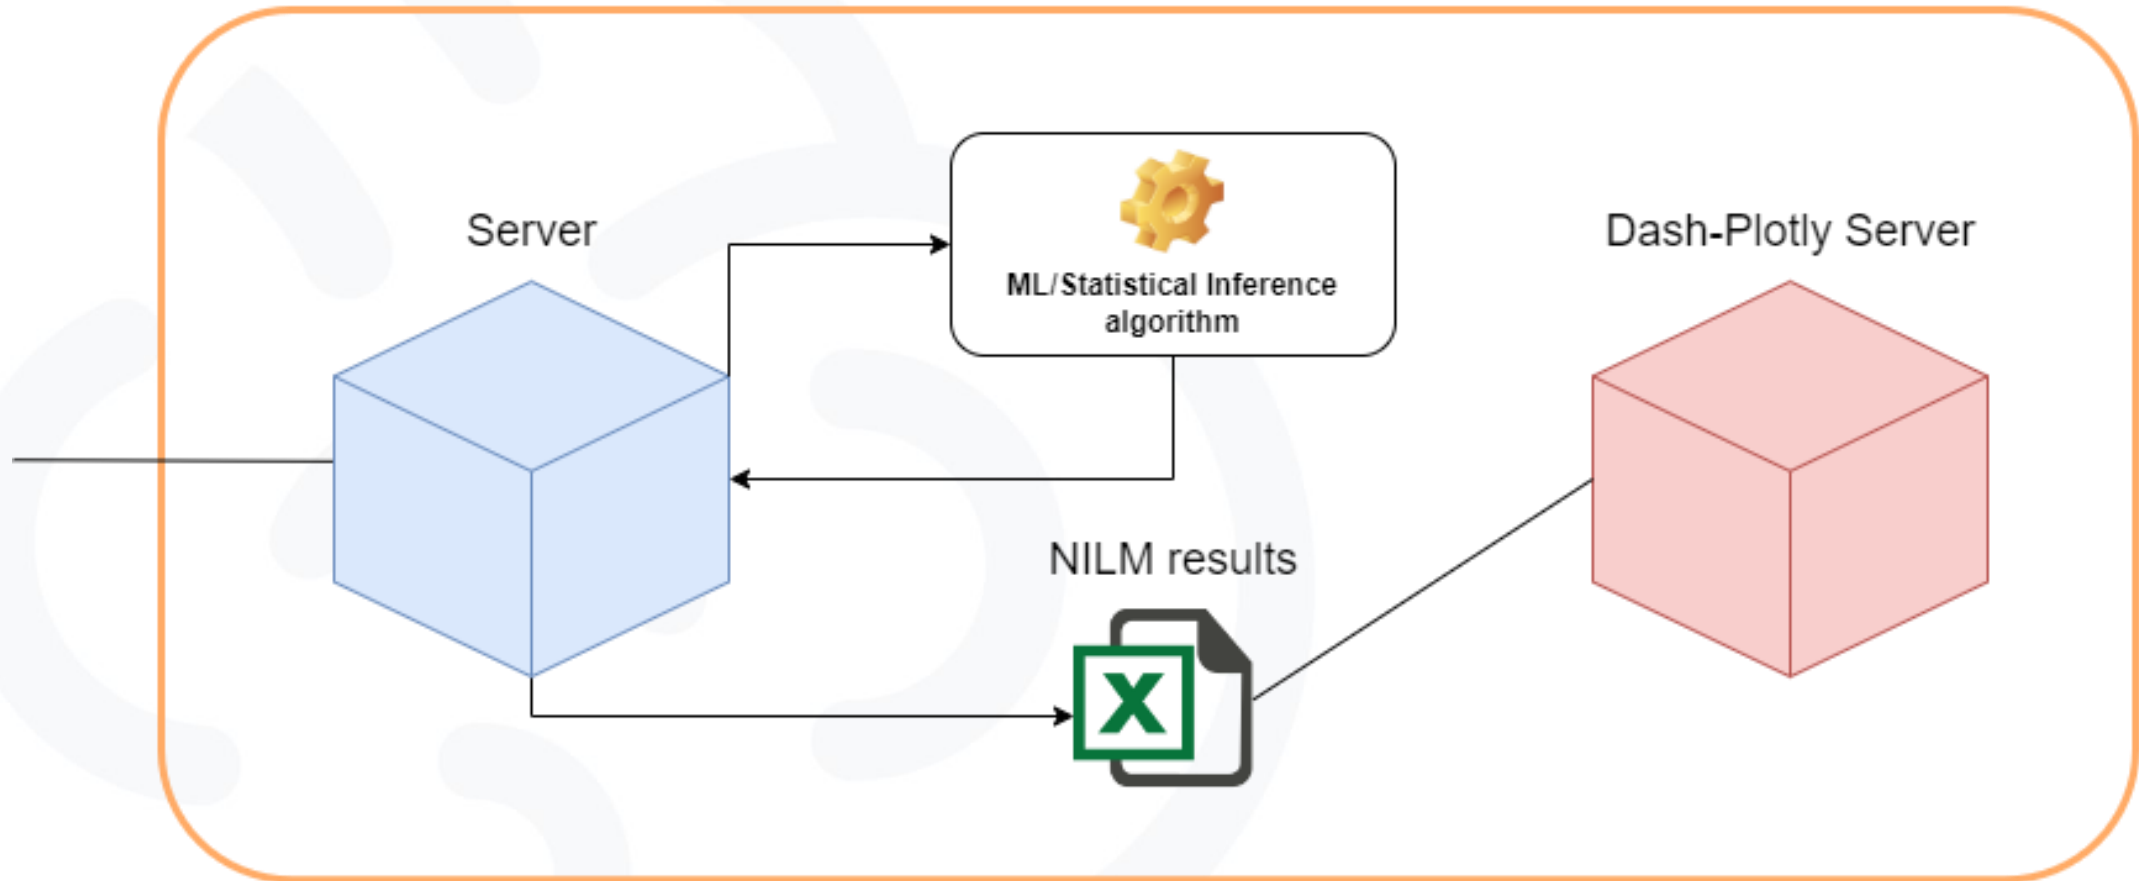 Server
ML/Statistical Inference
algorithm
Dash-Plotly Server
NILM results
X